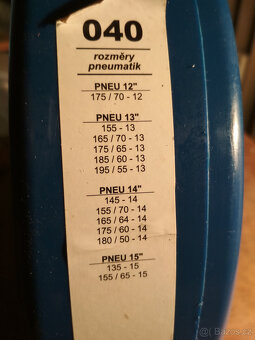 040
rozměry
pneumatik
PNEU 12"
175 / 70 - 12
PNEU 13"
155 - 13
165 / 70 - 13
175 / 65 - 13
185 / 60 - 13
195 / 55 - 13
PNEU 14"
145 - 14
155 / 70 - 14
165 / 64 - 14
175 / 60 - 14
180 / 50 - 14
PNEU 15"
135 - 15
155 / 65 - 15